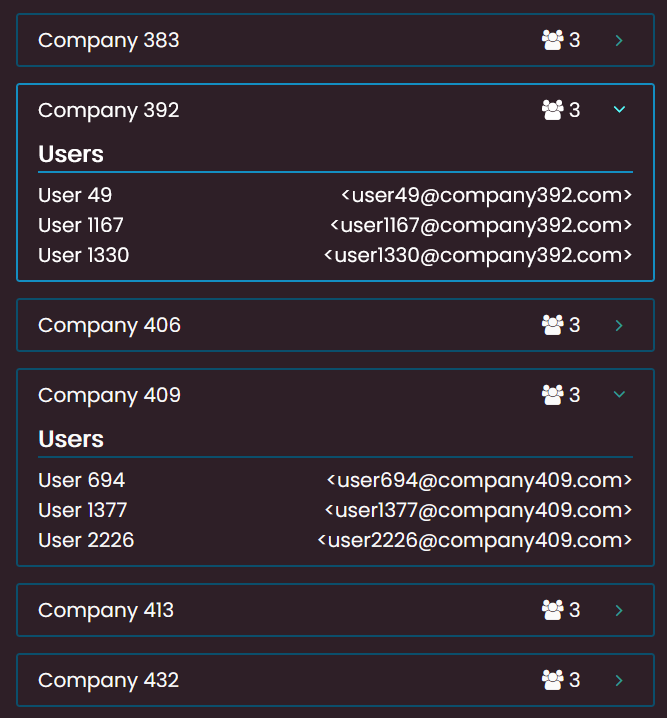 Company 383 3
Company 392 3
Users
User 49 <user49@company392.com>
User 1167 <user1167@company392.com>
User 1330 <user1330@company392.com>
Company 406 3
Company 409 3
Users
User 694 <user694@company409.com>
User 1377 <user1377@company409.com>
User 2226 <user2226@company409.com>
Company 413 3
Company 432 3